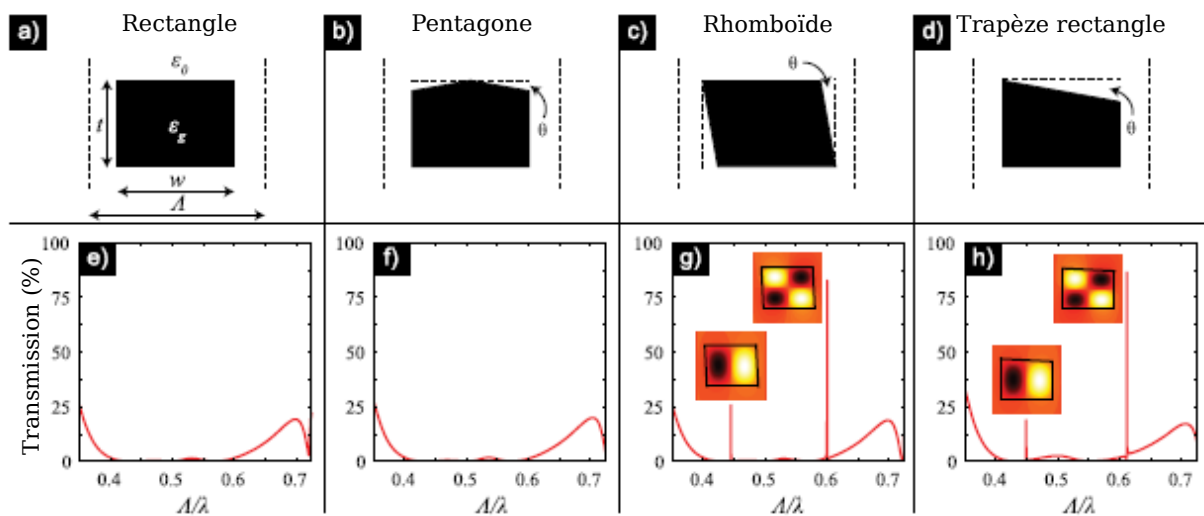 a) Rectangle
b) Pentagone
c) Rhomboïde
d) Trapèze rectangle
ε₀
t
εg
w
Λ
θ
θ
θ
Transmission (%)
e)
100
75
50
25
0
0.4 0.5 0.6 0.7
Λ/λ
f)
100
75
50
25
0
0.4 0.5 0.6 0.7
Λ/λ
g)
100
75
50
25
0
0.4 0.5 0.6 0.7
Λ/λ
h)
100
75
50
25
0
0.4 0.5 0.6 0.7
Λ/λ